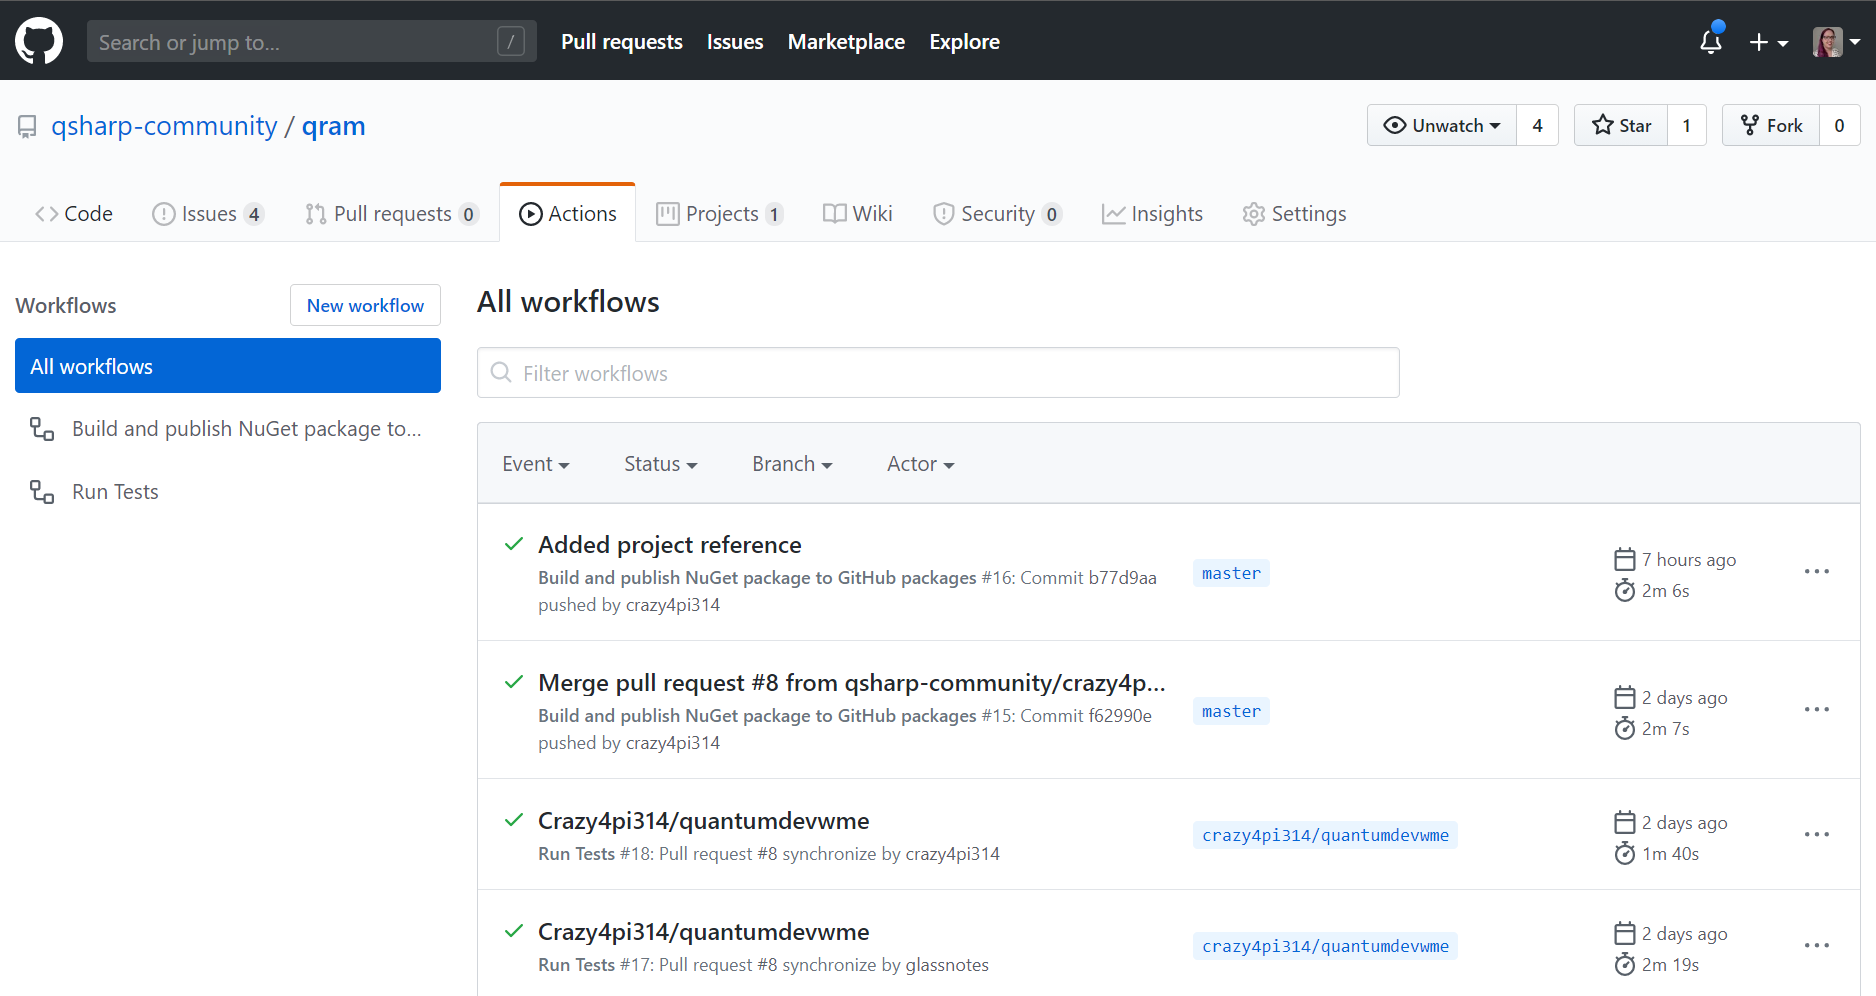 Search or jump to... /
Pull requests Issues Marketplace Explore
qsharp-community / qram
Unwatch 4 Star 1 Fork 0
Code Issues 4 Pull requests 0 Actions Projects 1 Wiki Security 0 Insights Settings
Workflows
New workflow
All workflows
Build and publish NuGet package to...
Run Tests
All workflows
Filter workflows
Event Status Branch Actor
Added project reference
Build and publish NuGet package to GitHub packages #16: Commit b77d9aa
pushed by crazy4pi314
master
7 hours ago
2m 6s
Merge pull request #8 from qsharp-community/crazy4p...
Build and publish NuGet package to GitHub packages #15: Commit f62990e
pushed by crazy4pi314
master
2 days ago
2m 7s
Crazy4pi314/quantumdevwme
Run Tests #18: Pull request #8 synchronize by crazy4pi314
crazy4pi314/quantumdevwme
2 days ago
1m 40s
Crazy4pi314/quantumdevwme
Run Tests #17: Pull request #8 synchronize by glassnotes
crazy4pi314/quantumdevwme
2 days ago
2m 19s